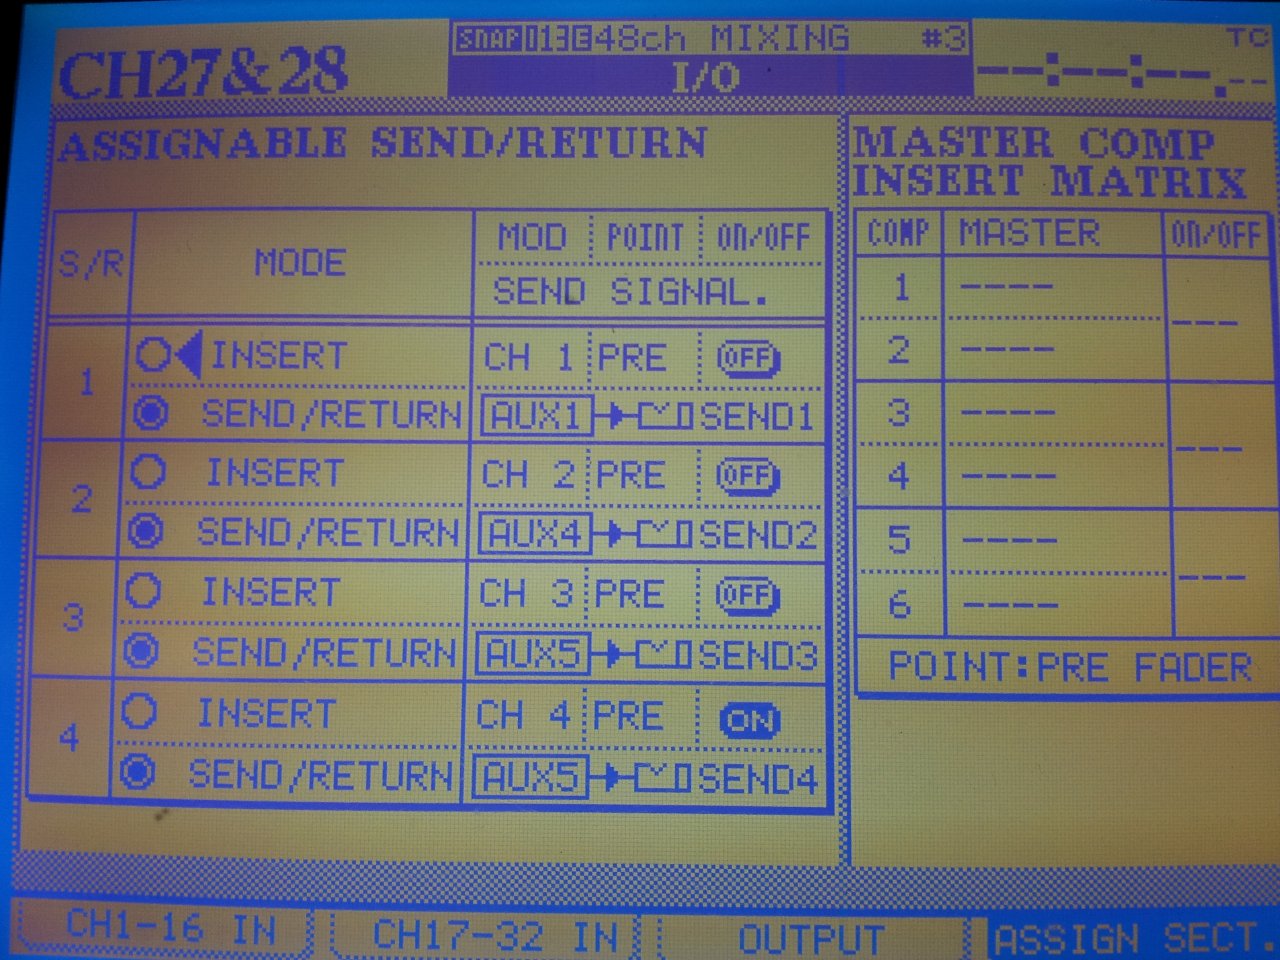 CH27&28
SNAP 013E 48ch MIXING #3
I/O
TC
--:--:--.--
ASSIGNABLE SEND/RETURN
S/R MODE MOD POINT ON/OFF
SEND SIGNAL.
1 INSERT CH 1 PRE OFF
SEND/RETURN AUX1 SEND1
2 INSERT CH 2 PRE OFF
SEND/RETURN AUX4 SEND2
3 INSERT CH 3 PRE OFF
SEND/RETURN AUX5 SEND3
4 INSERT CH 4 PRE ON
SEND/RETURN AUX5 SEND4
MASTER COMP
INSERT MATRIX
COMP MASTER ON/OFF
1 ----
---
2 ----
3 ----
---
4 ----
5 ----
---
6 ----
POINT:PRE FADER
CH1-16 IN CH17-32 IN OUTPUT ASSIGN SECT.